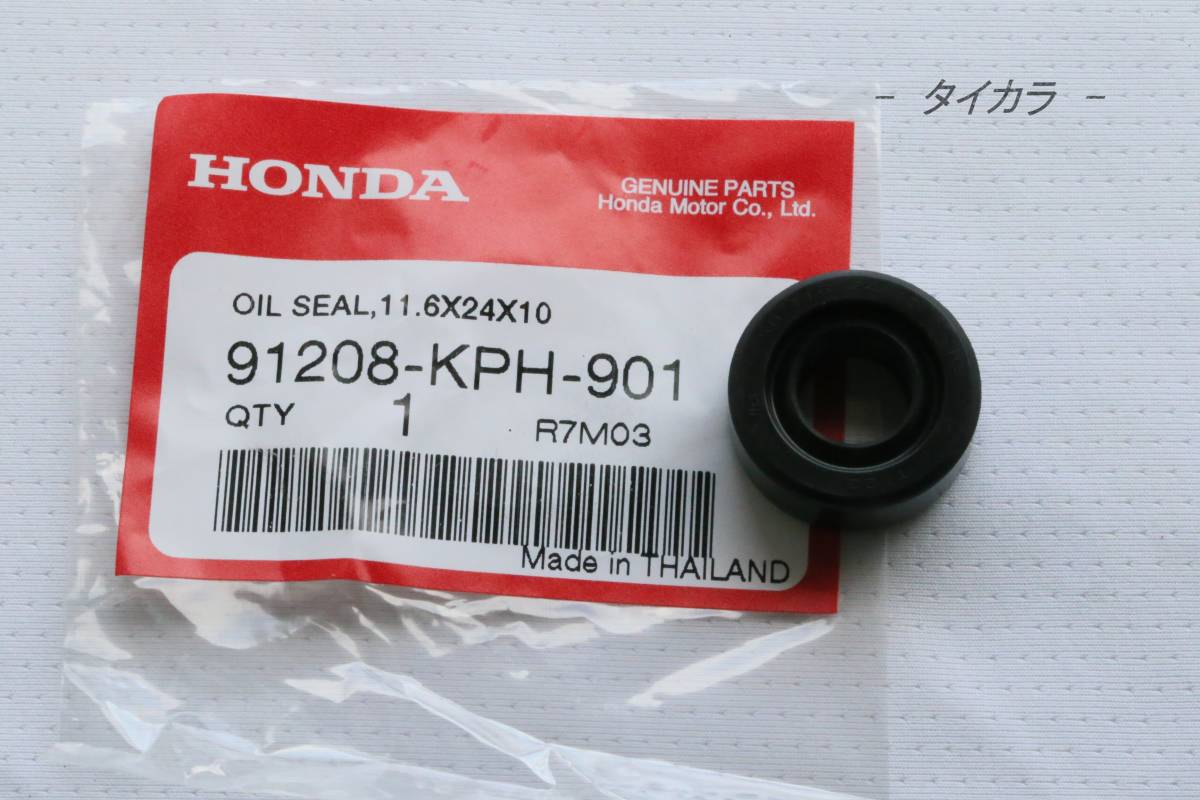 - タイカラ -
HONDA
GENUINE PARTS
Honda Motor Co., Ltd.
OIL SEAL,11.6X24X10
91208-KPH-901
QTY 1 R7M03
Made in THAILAND